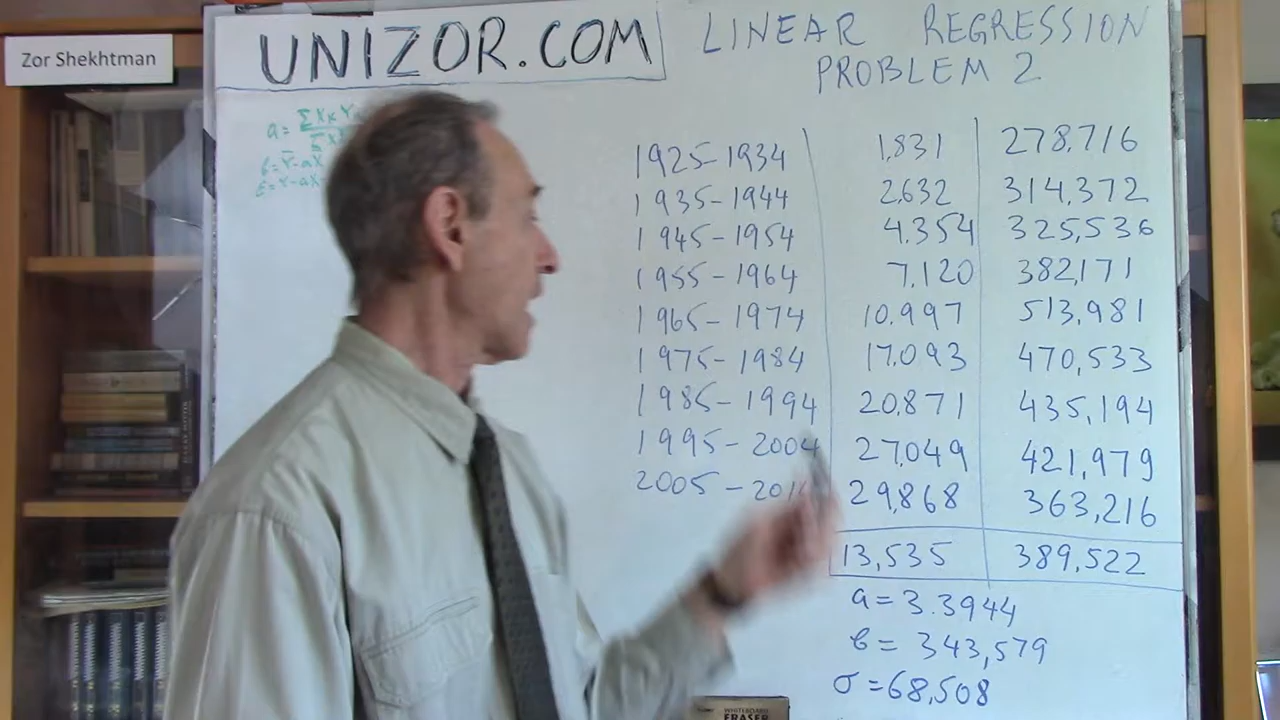 Zor Shekhtman
UNIZOR.COM
LINEAR REGRESSION
PROBLEM 2
1925-1934 1.831 278.716
1935-1944 2.632 314,372
1945-1954 4.354 325,536
1955-1964 7.120 382,171
1965-1974 10.997 513,981
1975-1984 17.093 470,533
1985-1994 20,871 435,194
1995-2004 27,049 421,979
2005- 29,868 363,216
13,535 389,522
a=3.3944
b= 343,579
σ=68,508
WHITEBOARD
ERASER